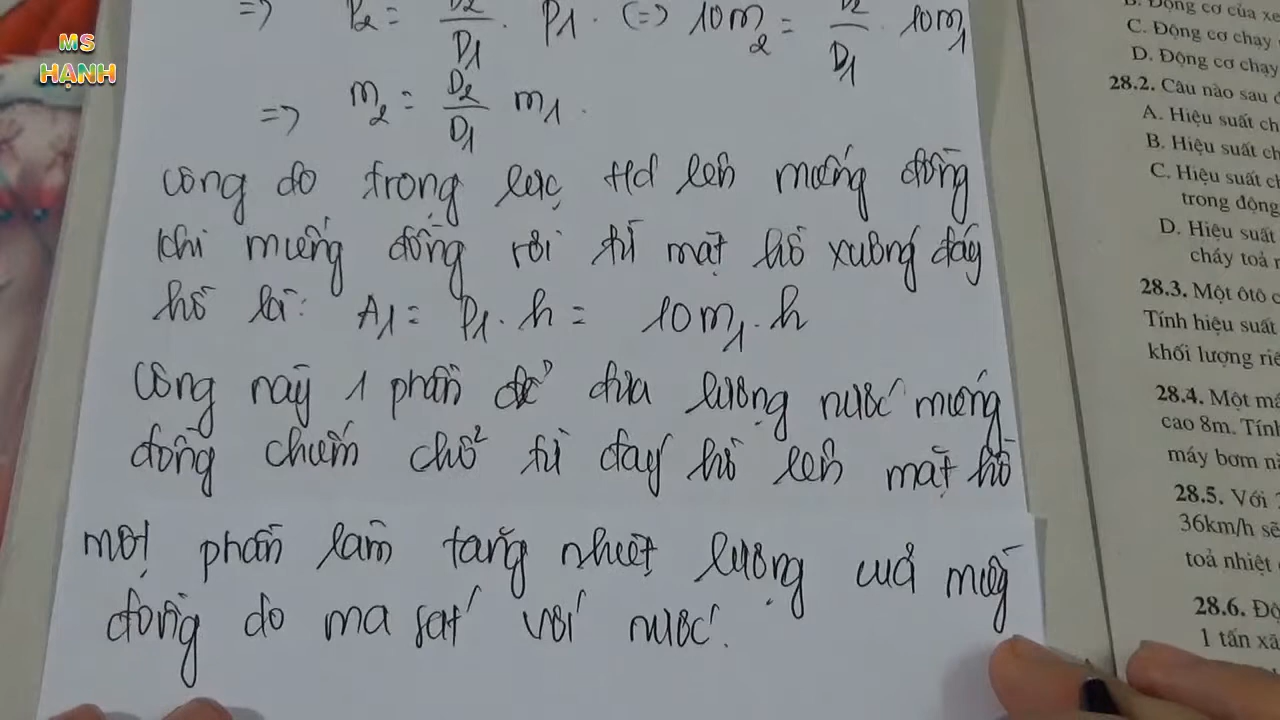 MS
HẠNH
=> P2 = D2/D1 . P1 . (=) 10m2 = D2/D1 . 10m1
=> m2 = D2/D1 m1 .
công do trọng lực td lên miếng đồng
khi miếng đồng rơi từ mặt hồ xuống đáy
hồ là: A1 = P1 . h = 10m1 . h
Công này 1 phần để đưa lượng nước miếng
đồng chiếm chỗ từ đáy hồ lên mặt hồ
một phần làm tăng nhiệt lượng của miếng
đồng do ma sát với nước.
B. Động cơ của xe
C. Động cơ chạy
D. Động cơ chạy
28.2. Câu nào sau
A. Hiệu suất ch
B. Hiệu suất ch
C. Hiệu suất ch
trong động
D. Hiệu suất
cháy toả r
28.3. Một ôtô c
Tính hiệu suất
khối lượng riê
28.4. Một má
cao 8m. Tính
máy bơm nà
28.5. Với
36km/h sẽ
toả nhiệt
28.6. Độ
1 tấn xă